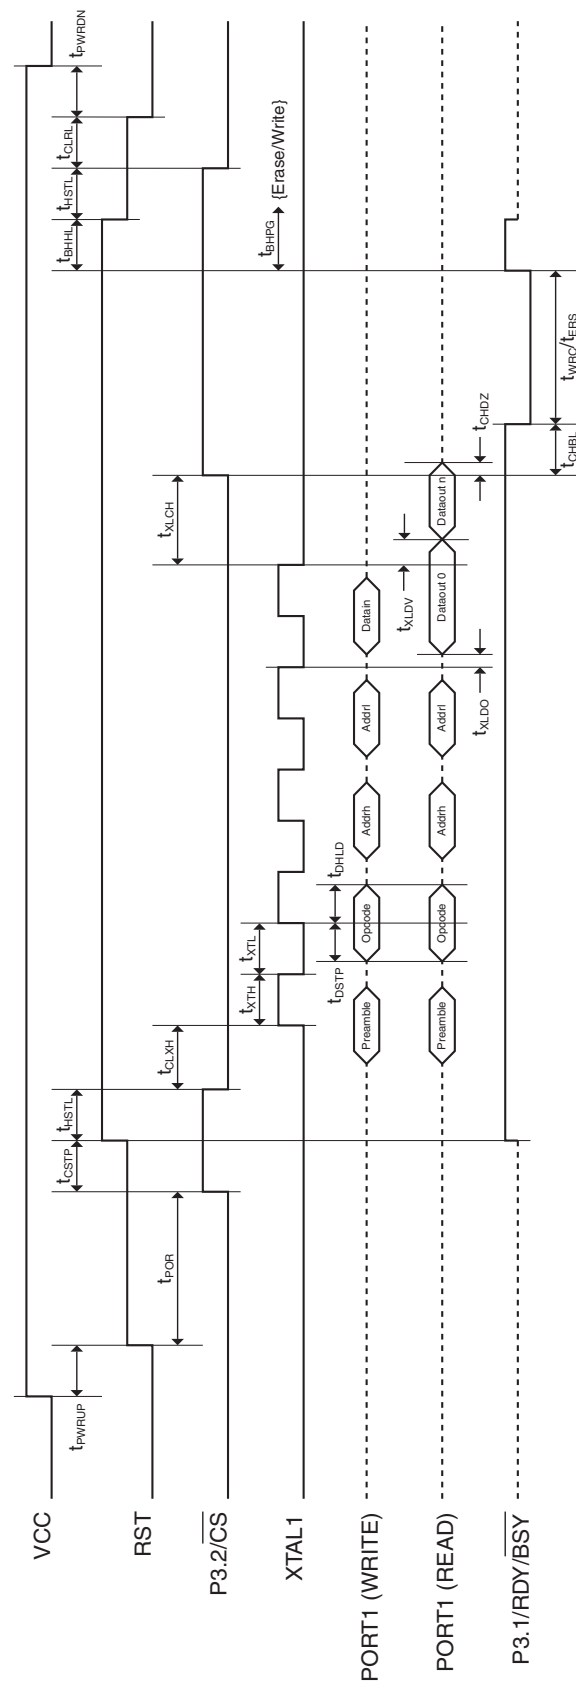 VCC
RST
P3.2/CS
XTAL1
PORT1 (WRITE)
PORT1 (READ)
P3.1/RDY/BSY
tPWRUP
tPOR
tCSTP
tHSTL
tCLXH
tXTH
tXTL
tDSTP
tDHLD
tXLCH
tXLDO
tXLDV
tCHDZ
tCHBL
tWRC/tERS
tBHPG {Erase/Write}
tBHHL
tHSTL
tCLRL
tPWRDN
Preamble
Opcode
Addrh
Addrl
Datain
Preamble
Opcode
Addrh
Addrl
Dataout 0
Dataout n